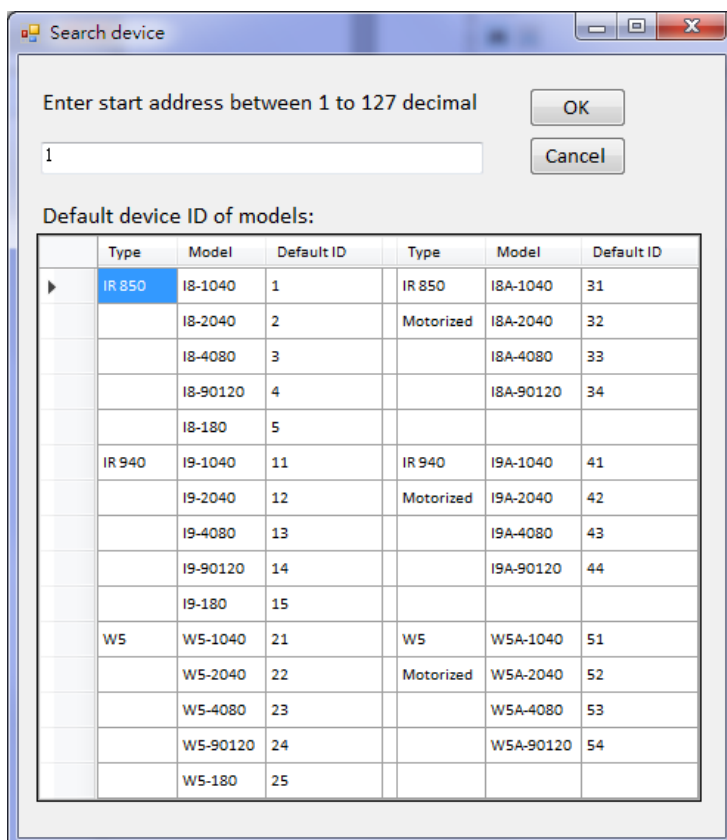 Search device
Enter start address between 1 to 127 decimal
OK
1
Cancel
Default device ID of models:
Type Model Default ID Type Model Default ID
IR 850 I8-1040 1 IR 850 I8A-1040 31
I8-2040 2 Motorized I8A-2040 32
I8-4080 3 I8A-4080 33
I8-90120 4 I8A-90120 34
I8-180 5
IR 940 I9-1040 11 IR 940 I9A-1040 41
I9-2040 12 Motorized I9A-2040 42
I9-4080 13 I9A-4080 43
I9-90120 14 I9A-90120 44
I9-180 15
W5 W5-1040 21 W5 W5A-1040 51
W5-2040 22 Motorized W5A-2040 52
W5-4080 23 W5A-4080 53
W5-90120 24 W5A-90120 54
W5-180 25